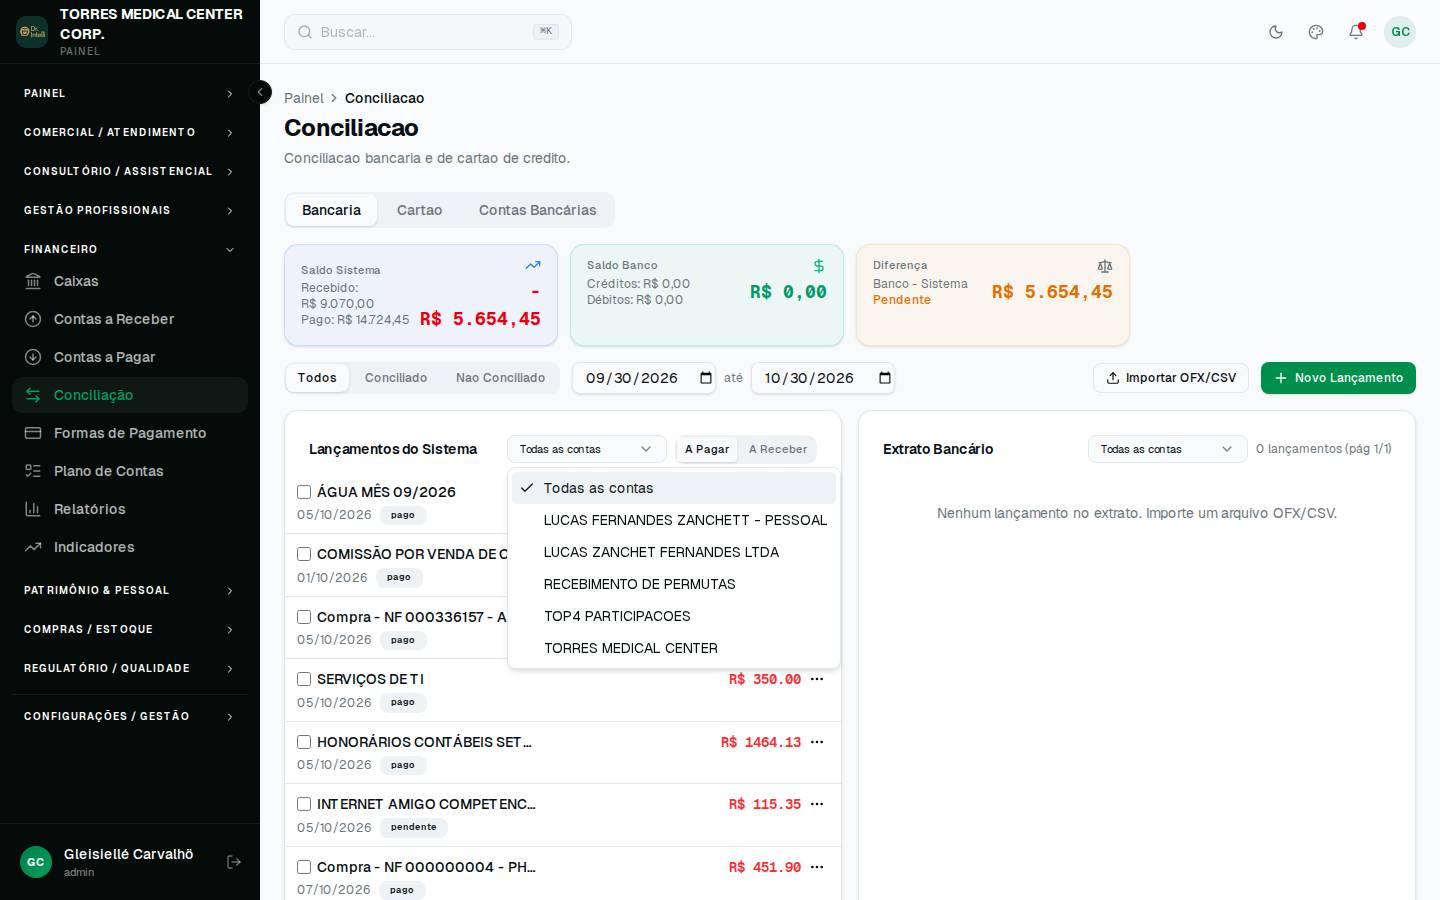 TORRES MEDICAL CENTER CORP.
PAINEL
Dr. Intelli
Buscar...
⌘K
GC
PAINEL
COMERCIAL / ATENDIMENTO
CONSULTÓRIO / ASSISTENCIAL
GESTÃO PROFISSIONAIS
FINANCEIRO
Caixas
Contas a Receber
Contas a Pagar
Conciliação
Formas de Pagamento
Plano de Contas
Relatórios
Indicadores
PATRIMÔNIO & PESSOAL
COMPRAS / ESTOQUE
REGULATÓRIO / QUALIDADE
CONFIGURAÇÕES / GESTÃO
GC
Gleisiellé Carvalhö
admin
Painel > Conciliacao
Conciliacao
Conciliacao bancaria e de cartao de credito.
Bancaria Cartao Contas Bancárias
Saldo Sistema
Recebido:
R$ 9.070,00
Pago: R$ 14.724,45
-
R$ 5.654,45
Saldo Banco
Créditos: R$ 0,00
Débitos: R$ 0,00
R$ 0,00
Diferença
Banco - Sistema
Pendente
R$ 5.654,45
Todos Conciliado Nao Conciliado
09/30/2026 até 10/30/2026
Importar OFX/CSV
Novo Lançamento
Lançamentos do Sistema
Todas as contas
A Pagar A Receber
Todas as contas
LUCAS FERNANDES ZANCHETT - PESSOAL
LUCAS ZANCHET FERNANDES LTDA
RECEBIMENTO DE PERMUTAS
TOP4 PARTICIPACOES
TORRES MEDICAL CENTER
ÁGUA MÊS 09/2026
05/10/2026 pago
COMISSÃO POR VENDA DE C
01/10/2026 pago
Compra - NF 000336157 - A
05/10/2026 pago
SERVIÇOS DE TI R$ 350.00
05/10/2026 pago
HONORÁRIOS CONTÁBEIS SET... R$ 1464.13
05/10/2026 pago
INTERNET AMIGO COMPETENC... R$ 115.35
05/10/2026 pendente
Compra - NF 000000004 - PH... R$ 451.90
07/10/2026 pago
Extrato Bancário
Todas as contas
0 lançamentos (pág 1/1)
Nenhum lançamento no extrato. Importe um arquivo OFX/CSV.